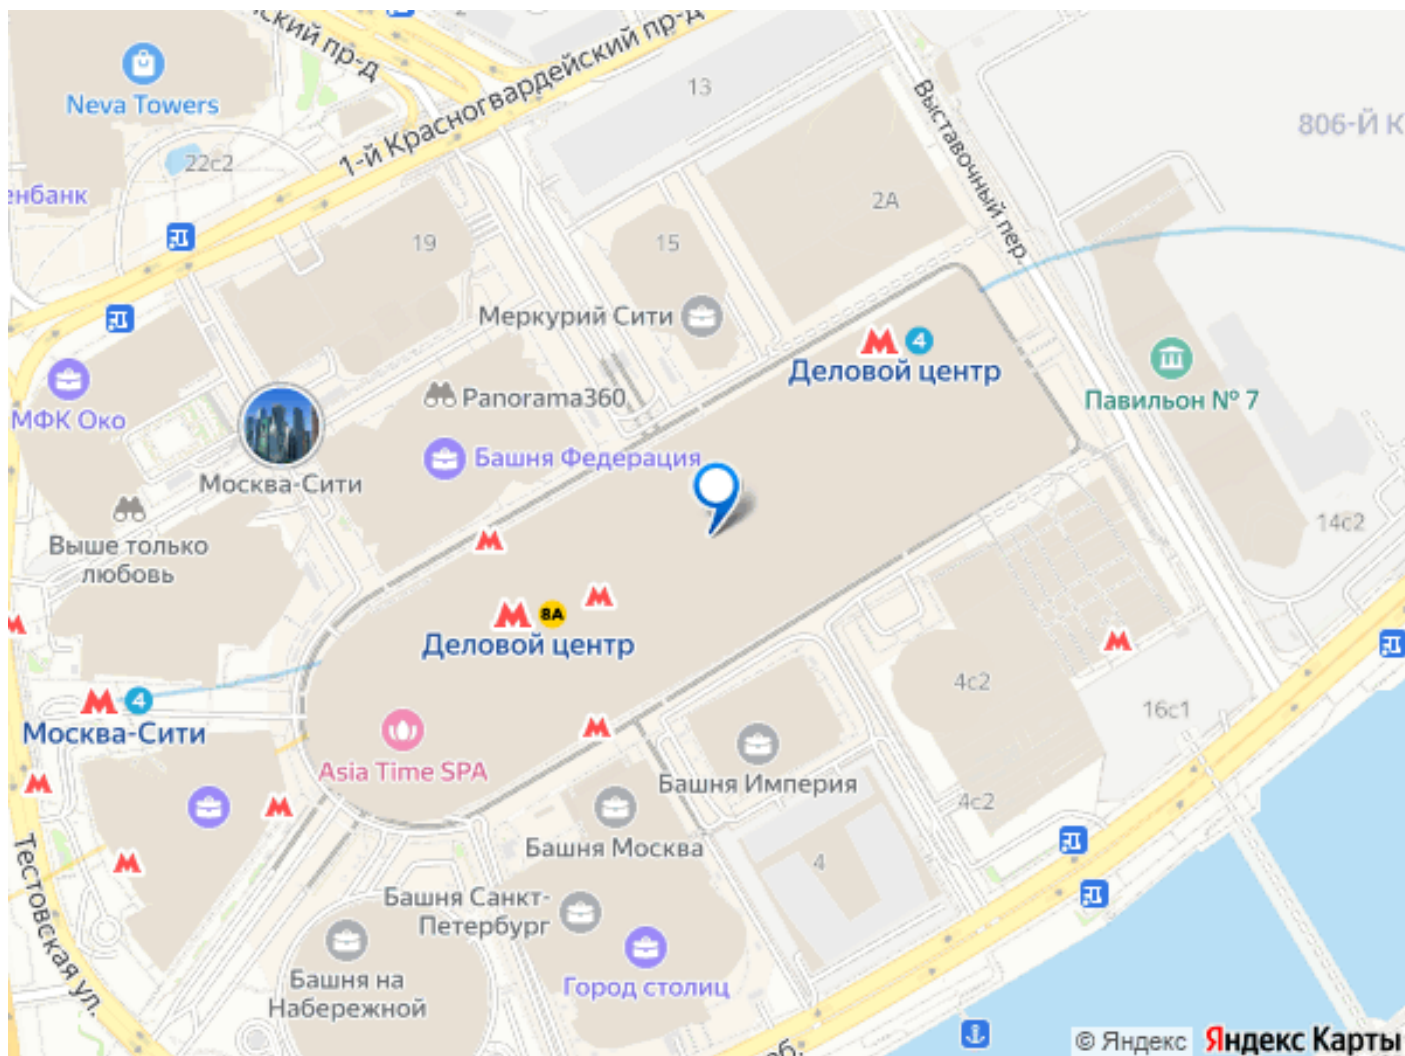 Neva Towers
22с2
1-й Красногвардейский пр-д
13
Выставочный пер.
806-Й К
2А
енбанк
19
15
Меркурий Сити
4
Деловой центр
Павильон № 7
МФК Око
Panorama360
Москва-Сити
Башня Федерация
14с2
Выше только
любовь
8А
Деловой центр
4
Москва-Сити
4с2
16с1
Asia Time SPA
Башня Империя
4с2
Башня Москва
4
Тестовская ул.
Башня Санкт-
Петербург
Город столиц
Башня на
Набережной
© Яндекс Яндекс Карты